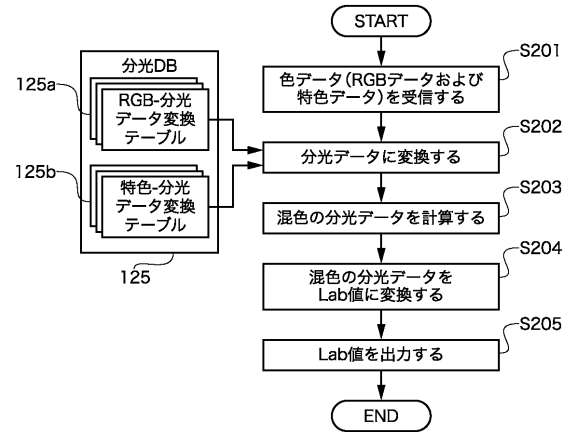 START
S201
色データ(RGBデータおよび
特色データ)を受信する
分光DB
125a
RGB-分光
データ変換
テーブル
125b
特色-分光
データ変換
テーブル
125
S202
分光データに変換する
S203
混色の分光データを計算する
S204
混色の分光データを
Lab値に変換する
S205
Lab値を出力する
END